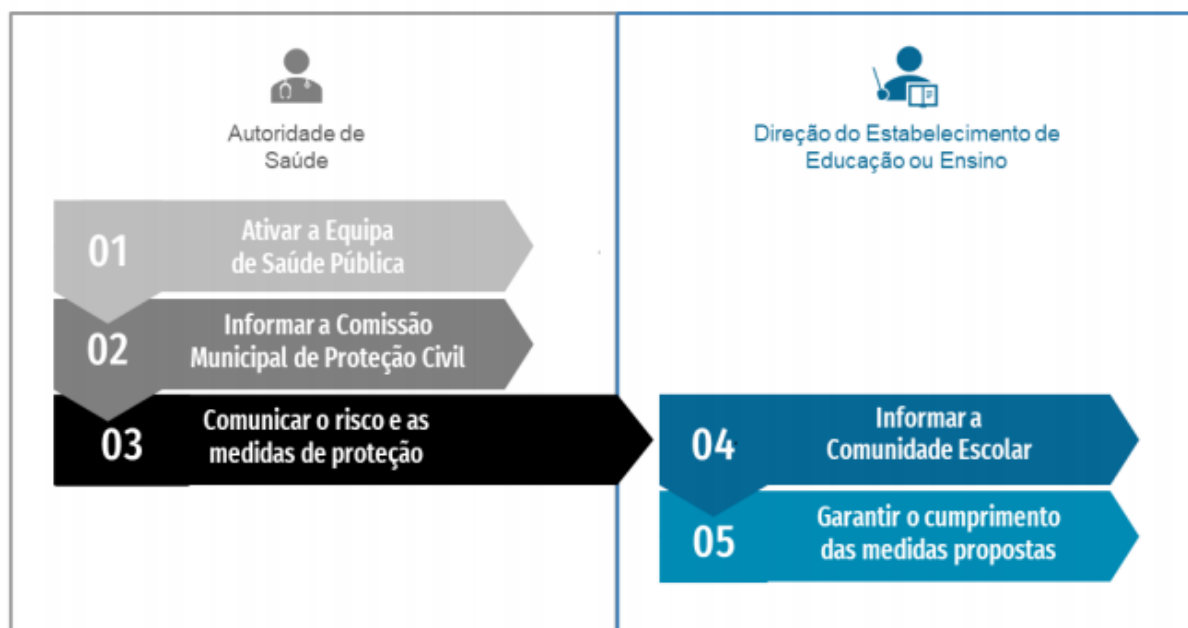 Autoridade de
Saúde
01
Ativar a Equipa
de Saúde Pública
02
Informar a Comissão
Municipal de Proteção Civil
03
Comunicar o risco e as
medidas de proteção
Direção do Estabelecimento de
Educação ou Ensino
04
Informar a
Comunidade Escolar
05
Garantir o cumprimento
das medidas propostas